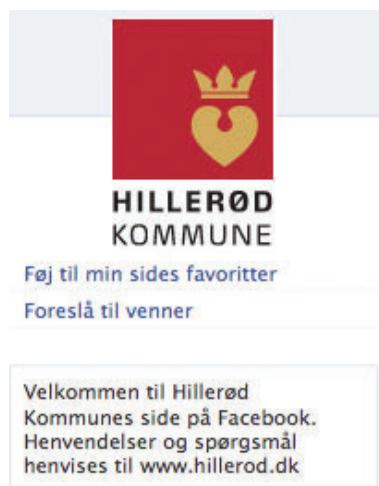 HILLERØD
KOMMUNE
Føj til min sides favoritter
Foreslå til venner
Velkommen til Hillerød
Kommunes side på Facebook.
Henvendelser og spørgsmål
henvises til www.hillerod.dk